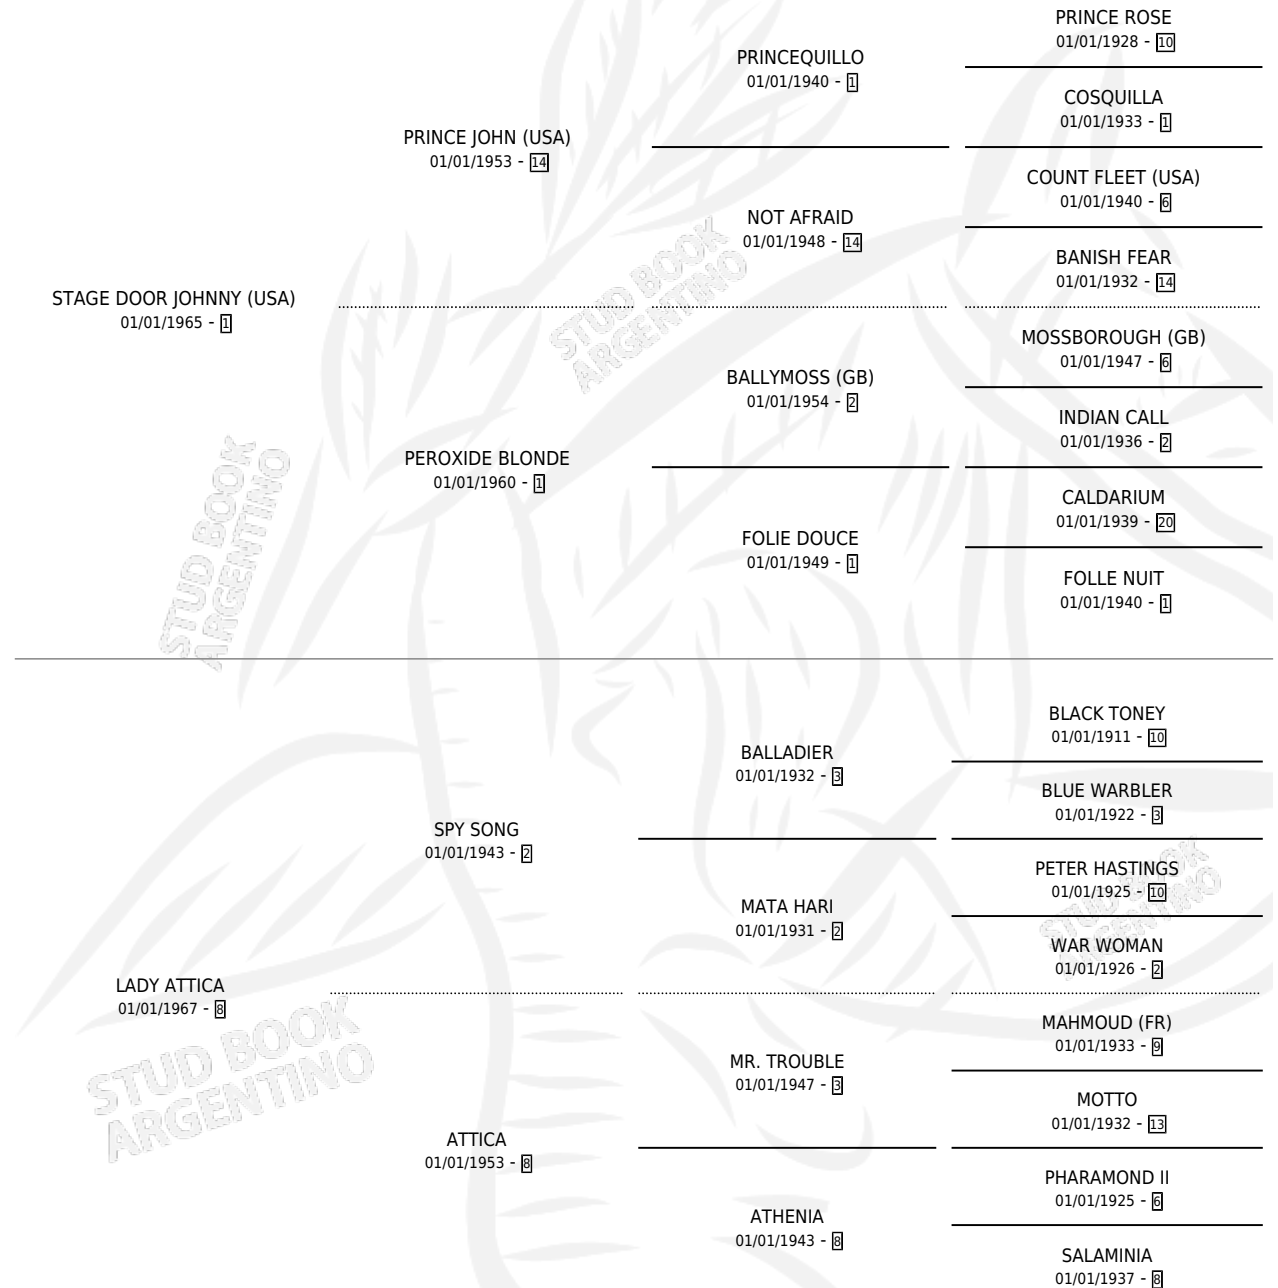 PRINCE ROSE
01/01/1928 - 10
PRINCEQUILLO
01/01/1940 - 1
COSQUILLA
01/01/1933 - 1
PRINCE JOHN (USA)
01/01/1953 - 14
COUNT FLEET (USA)
01/01/1940 - 6
NOT AFRAID
01/01/1948 - 14
BANISH FEAR
01/01/1932 - 14
STAGE DOOR JOHNNY (USA)
01/01/1965 - 1
STUD BOOK
ARGENTINO
MOSSBOROUGH (GB)
01/01/1947 - 6
BALLYMOSS (GB)
01/01/1954 - 2
INDIAN CALL
01/01/1936 - 2
PEROXIDE BLONDE
01/01/1960 - 1
CALDARIUM
01/01/1939 - 20
FOLIE DOUCE
01/01/1949 - 1
FOLLE NUIT
01/01/1940 - 1
STUD BOOK
ARGENTINO
BLACK TONEY
01/01/1911 - 10
BALLADIER
01/01/1932 - 3
BLUE WARBLER
01/01/1922 - 3
SPY SONG
01/01/1943 - 2
PETER HASTINGS
01/01/1925 - 10
STUD BOOK
ARGENTINO
MATA HARI
01/01/1931 - 2
WAR WOMAN
01/01/1926 - 2
LADY ATTICA
01/01/1967 - 8
MAHMOUD (FR)
01/01/1933 - 9
STUD BOOK
ARGENTINO
MR. TROUBLE
01/01/1947 - 3
MOTTO
01/01/1932 - 13
ATTICA
01/01/1953 - 8
PHARAMOND II
01/01/1925 - 6
ATHENIA
01/01/1943 - 8
SALAMINIA
01/01/1937 - 8